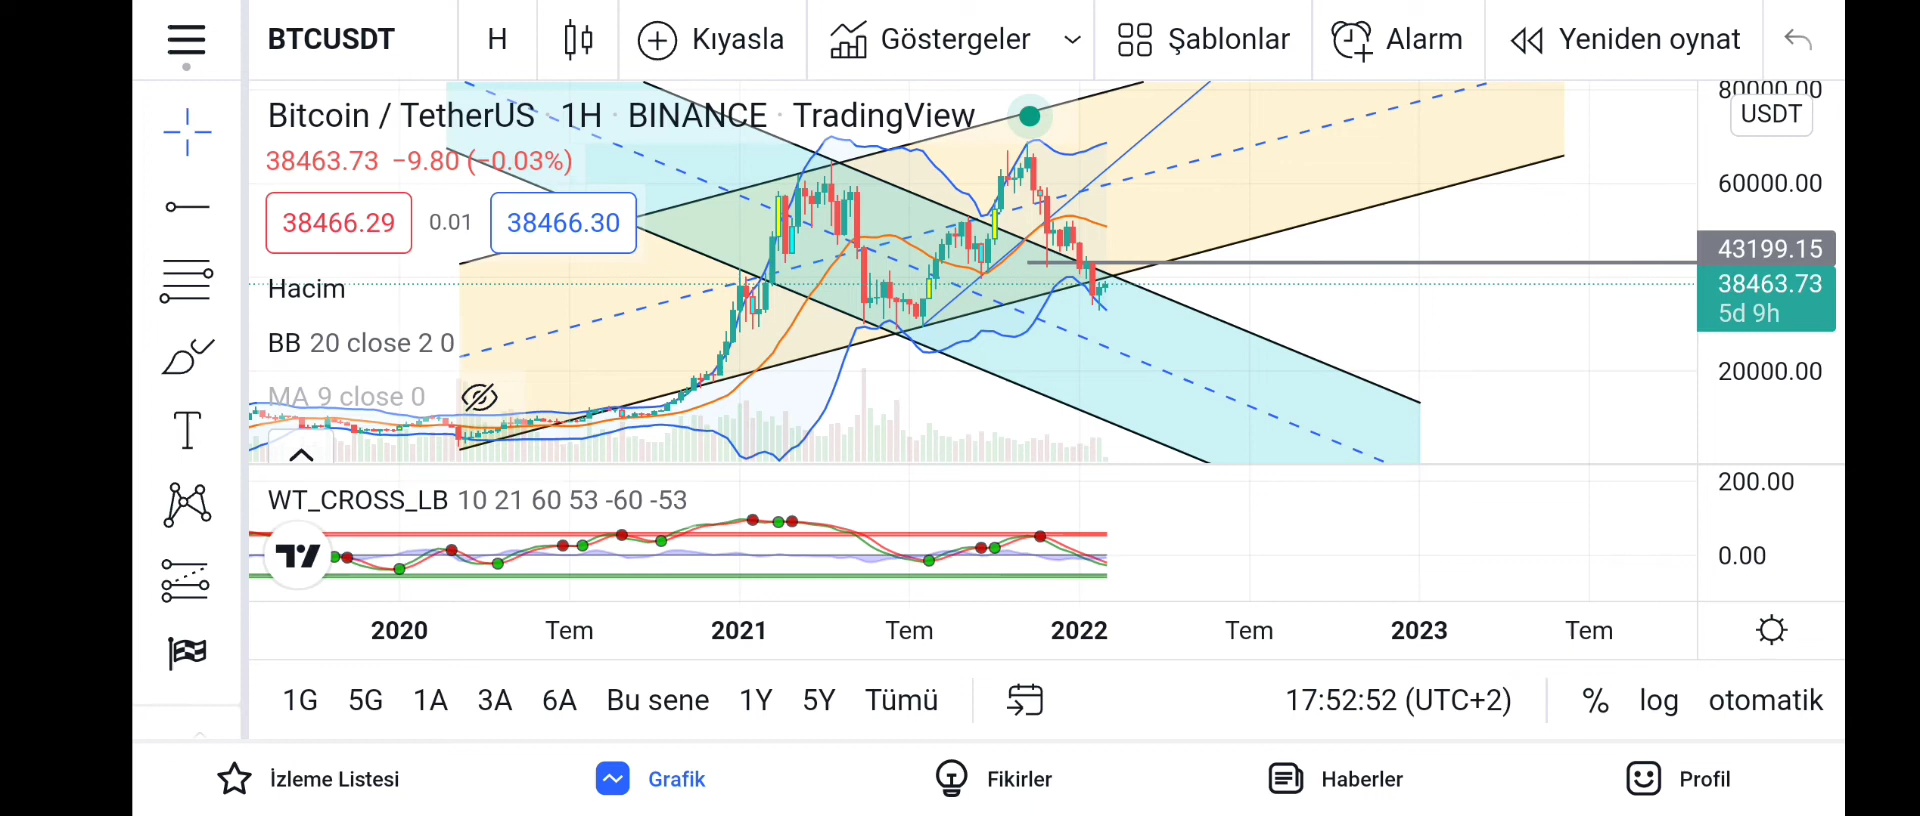 BTCUSDT H Kıyasla Göstergeler Şablonlar Alarm Yeniden oynat
80000.00
Bitcoin / TetherUS · 1H · BINANCE · TradingView
USDT
38463.73 −9.80 (−0.03%)
60000.00
38466.29 0.01 38466.30
43199.15
Hacim
38463.73
5d 9h
BB 20 close 2 0
20000.00
MA 9 close 0
WT_CROSS_LB 10 21 60 53 -60 -53
200.00
0.00
2020 Tem 2021 Tem 2022 Tem 2023 Tem
1G 5G 1A 3A 6A Bu sene 1Y 5Y Tümü 17:52:52 (UTC+2) % log otomatik
İzleme Listesi Grafik Fikirler Haberler Profil